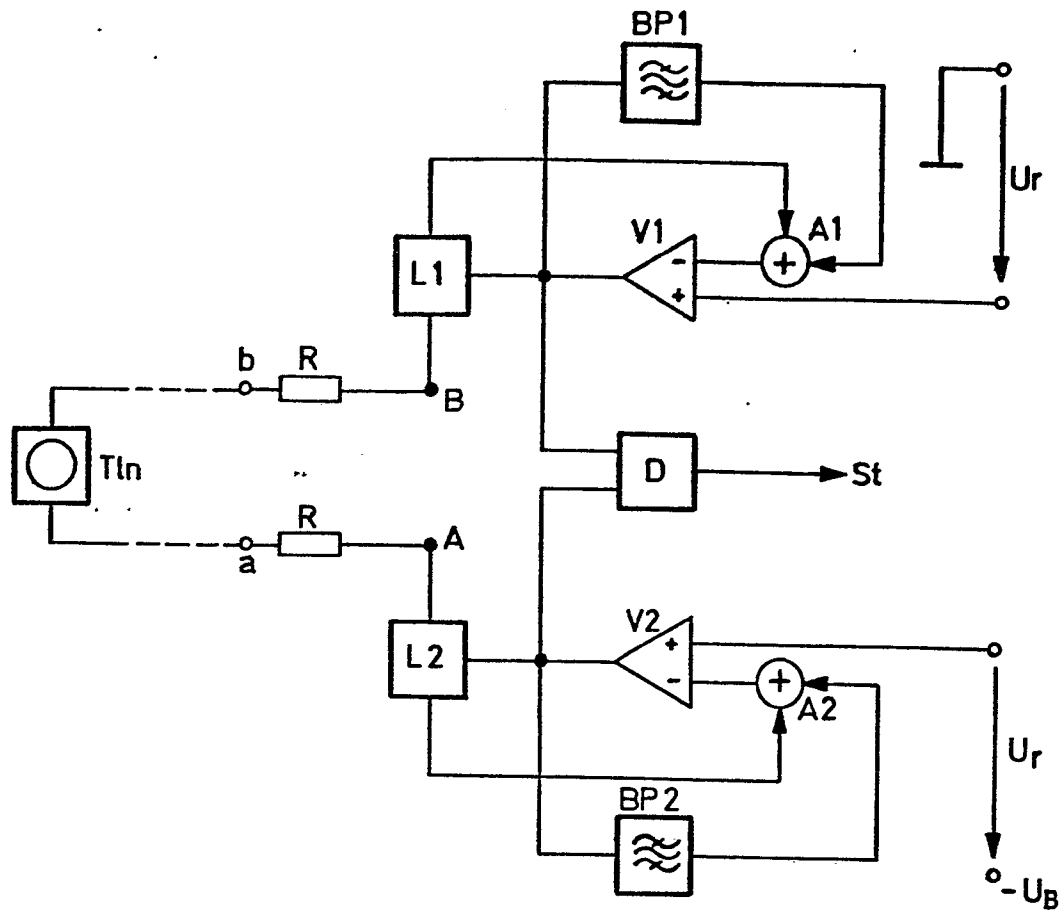 BP1
Ur
V1
A1
-
+
+
L1
b
R
B
Tln
D
St
R
A
a
V2
+
-
+
L2
A2
Ur
BP2
-UB